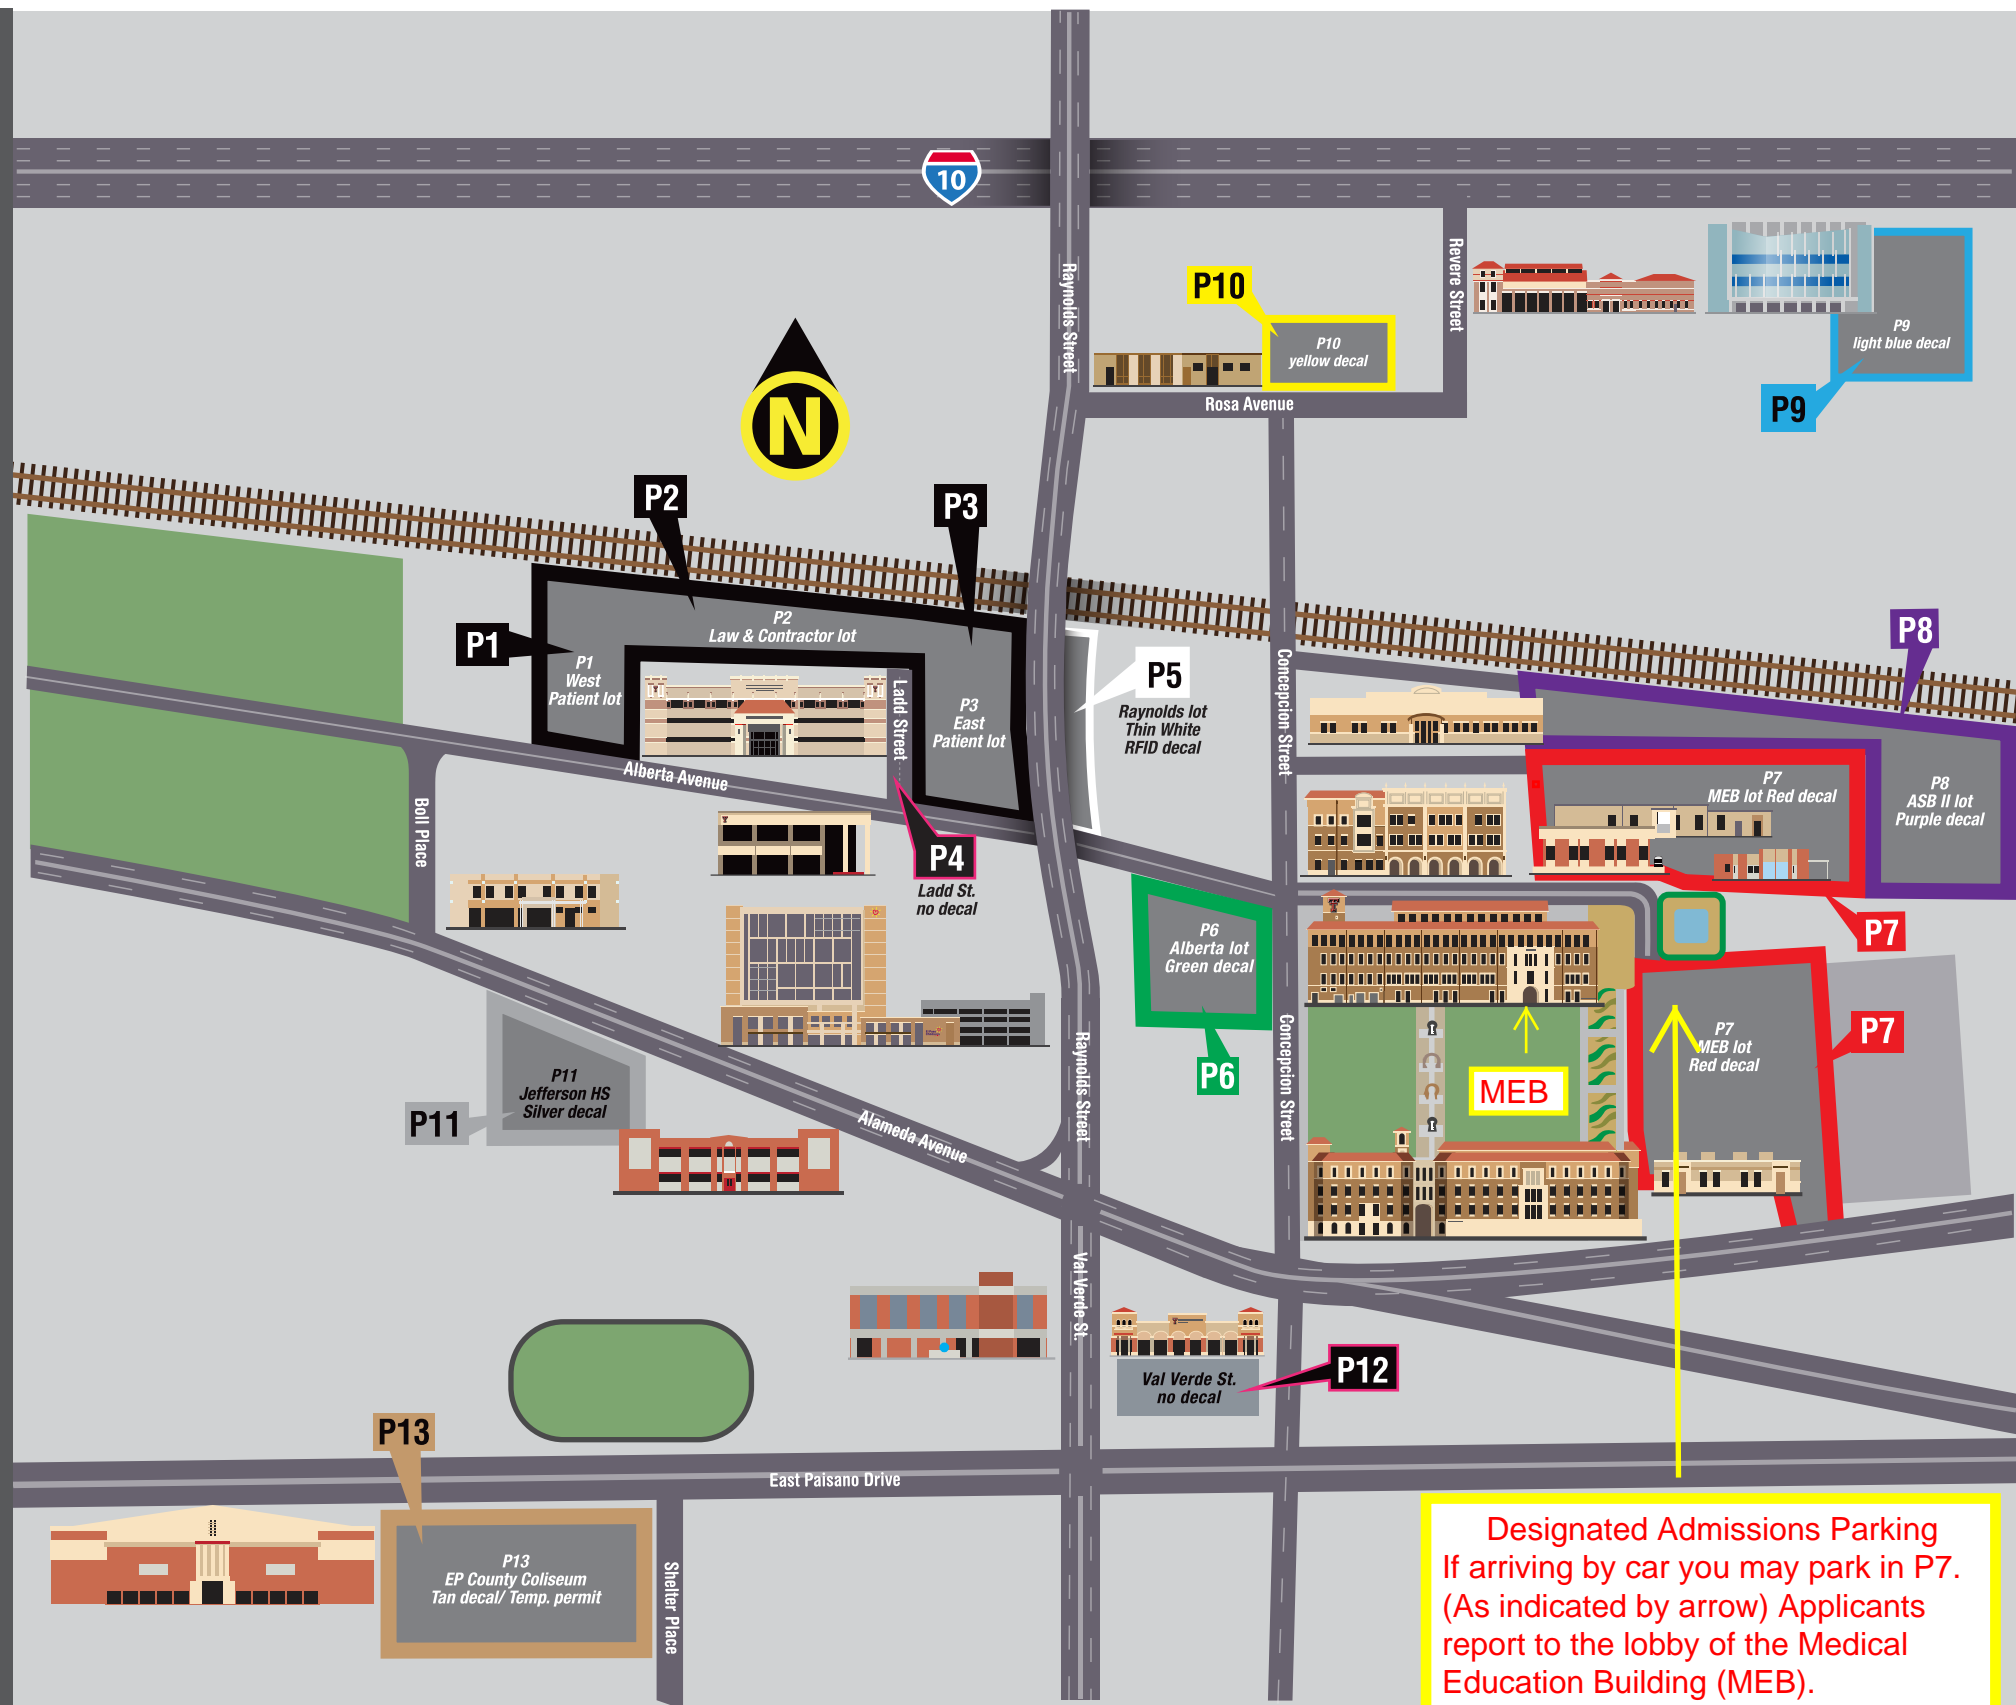 10
Raynolds Street
Revere Street
P10
P10
yellow decal
P9
light blue decal
P9
Rosa Avenue
N
P2
P3
P1
P2
Law & Contractor lot
P1
West
Patient lot
Ladd Street
P3
East
Patient lot
P5
Raynolds lot
Thin White
RFID decal
Concepcion Street
P8
Alberta Avenue
P7
MEB lot Red decal
P8
ASB II lot
Purple decal
Boll Place
P4
Ladd St.
no decal
P6
Alberta lot
Green decal
P7
P6
P7
MEB lot
Red decal
P7
MEB
Raynolds Street
Concepcion Street
P11
Jefferson HS
Silver decal
P11
Alameda Avenue
Val Verde St.
Val Verde St.
no decal
P12
P13
East Paisano Drive
P13
EP County Coliseum
Tan decal/ Temp. permit
Shelter Place
Designated Admissions Parking
If arriving by car you may park in P7.
(As indicated by arrow) Applicants
report to the lobby of the Medical
Education Building (MEB).